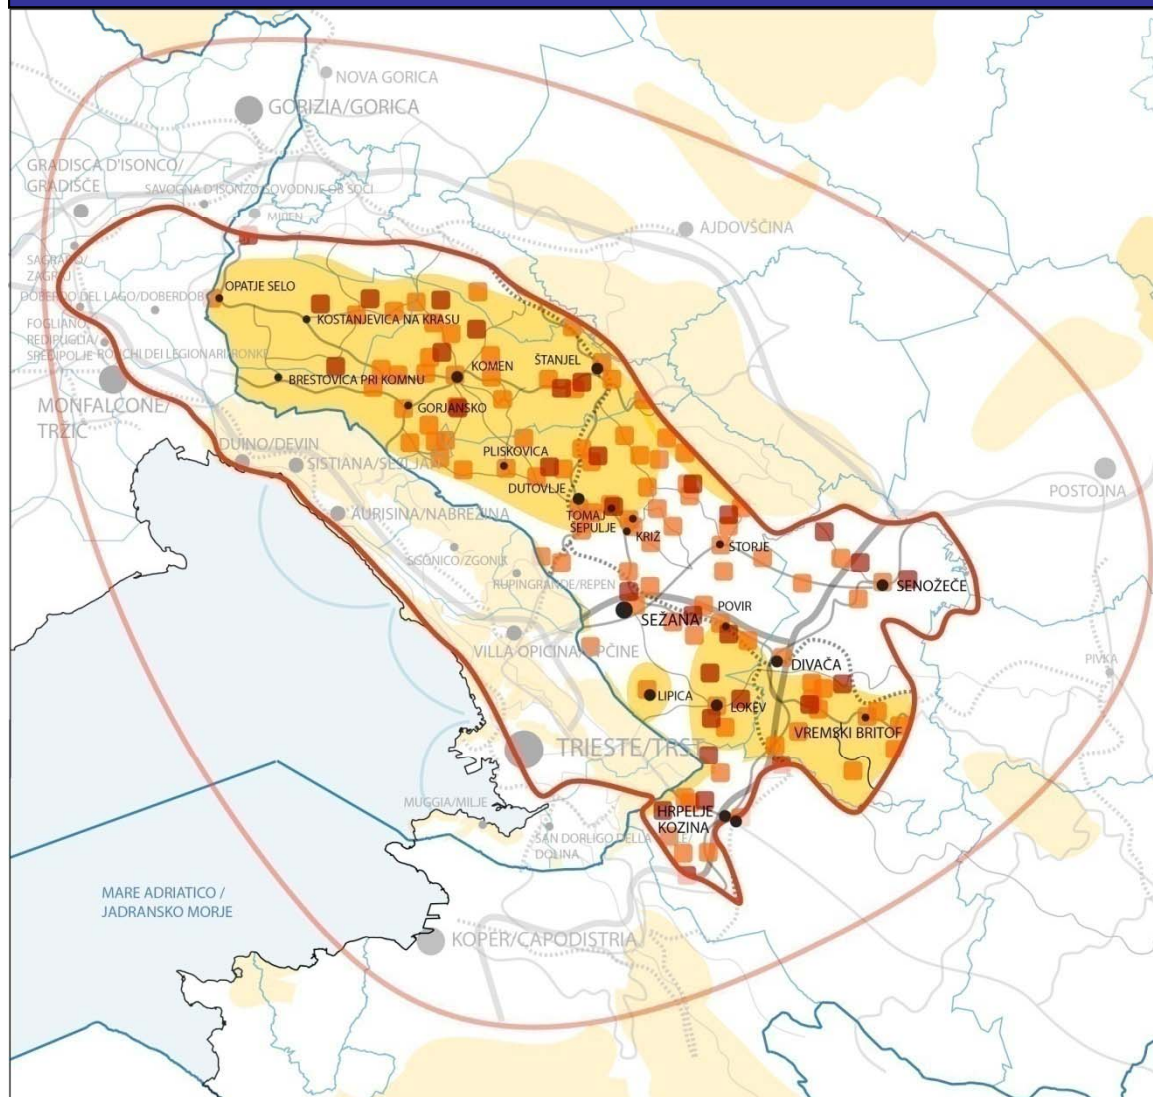 NOVA GORICA
GORIZIA/GORICA
GRADISCA D'ISONCO/
GRADIŠČE
SAVOGNA D'ISONZO SOVODNJE OB SOČI
MIREN
AJDOVŠČINA
SAGRADO/
ZAGRAJ
OPATJE SELO
DOBERDO DEL LAGO/DOBERDOB
FOGLIANO
REDIPUGLIA/
SREDIPOLJE
KOSTANJEVICA NA KRASU
RONCHI DEI LEGIONARI/RONKE
ŠTANJEL
KOMEN
BRESTOVICA PRI KOMNU
MONFALCONE/
TRŽIČ
GORJANSKO
DUINO/DEVIN
SISTIANA/SESLJAN
PLISKOVICA
DUTOVLJE
POSTOJNA
AURISINA/NABREŽINA
TOMAJ
ŠEPULJE
KRIŽ
ŠTORJE
SGONICO/ZGONIK
RUPINGRANDE/REPEN
SENOŽEČE
POVIR
SEŽANA
VILLA OPICINA/OPČINE
DIVAČA
PIVKA
LIPICA
LOKEV
VREMSKI BRITOF
TRIESTE/TRST
MUGGIA/MILJE
HRPELJE
KOZINA
SAN DORLIGO DELLA VALLE/
DOLINA
MARE ADRIATICO /
JADRANSKO MORJE
KOPER/CAPODISTRIA